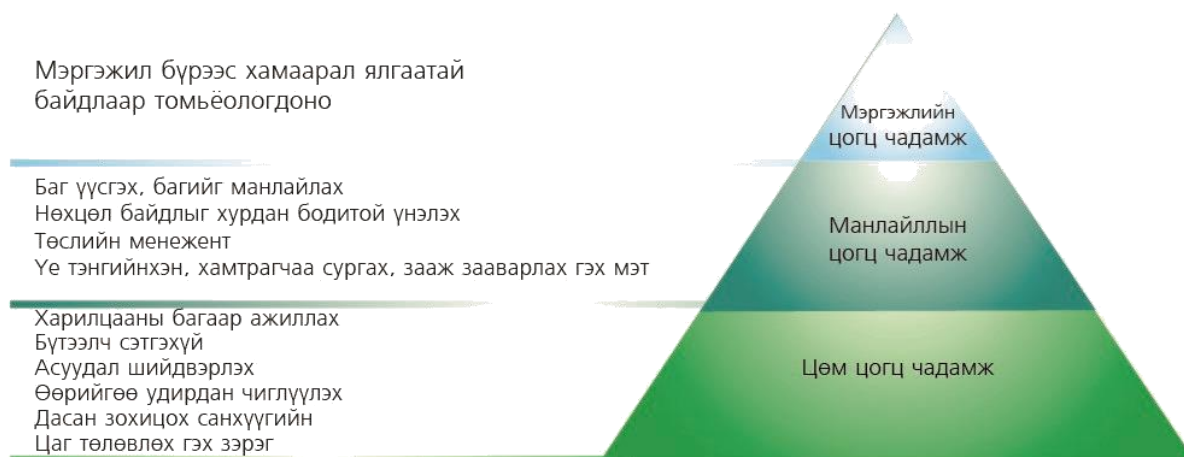 Мэргэжил бүрээс хамаарал ялгаатай
байдлаар томьёологдоно
Мэргэжлийн
цогц чадамж
Баг үүсгэх, багийг манлайлах
Нөхцөл байдлыг хурдан бодитой үнэлэх
Төслийн менежент
Үе тэнгийнхэн, хамтрагчаа сургах, зааж зааварлах гэх мэт
Манлайллын
цогц чадамж
Харилцааны багаар ажиллах
Бүтээлч сэтгэхүй
Асуудал шийдвэрлэх
Өөрийгөө удирдан чиглүүлэх
Дасан зохицох санхүүгийн
Цаг төлөвлөх гэх зэрэг
Цөм цогц чадамж